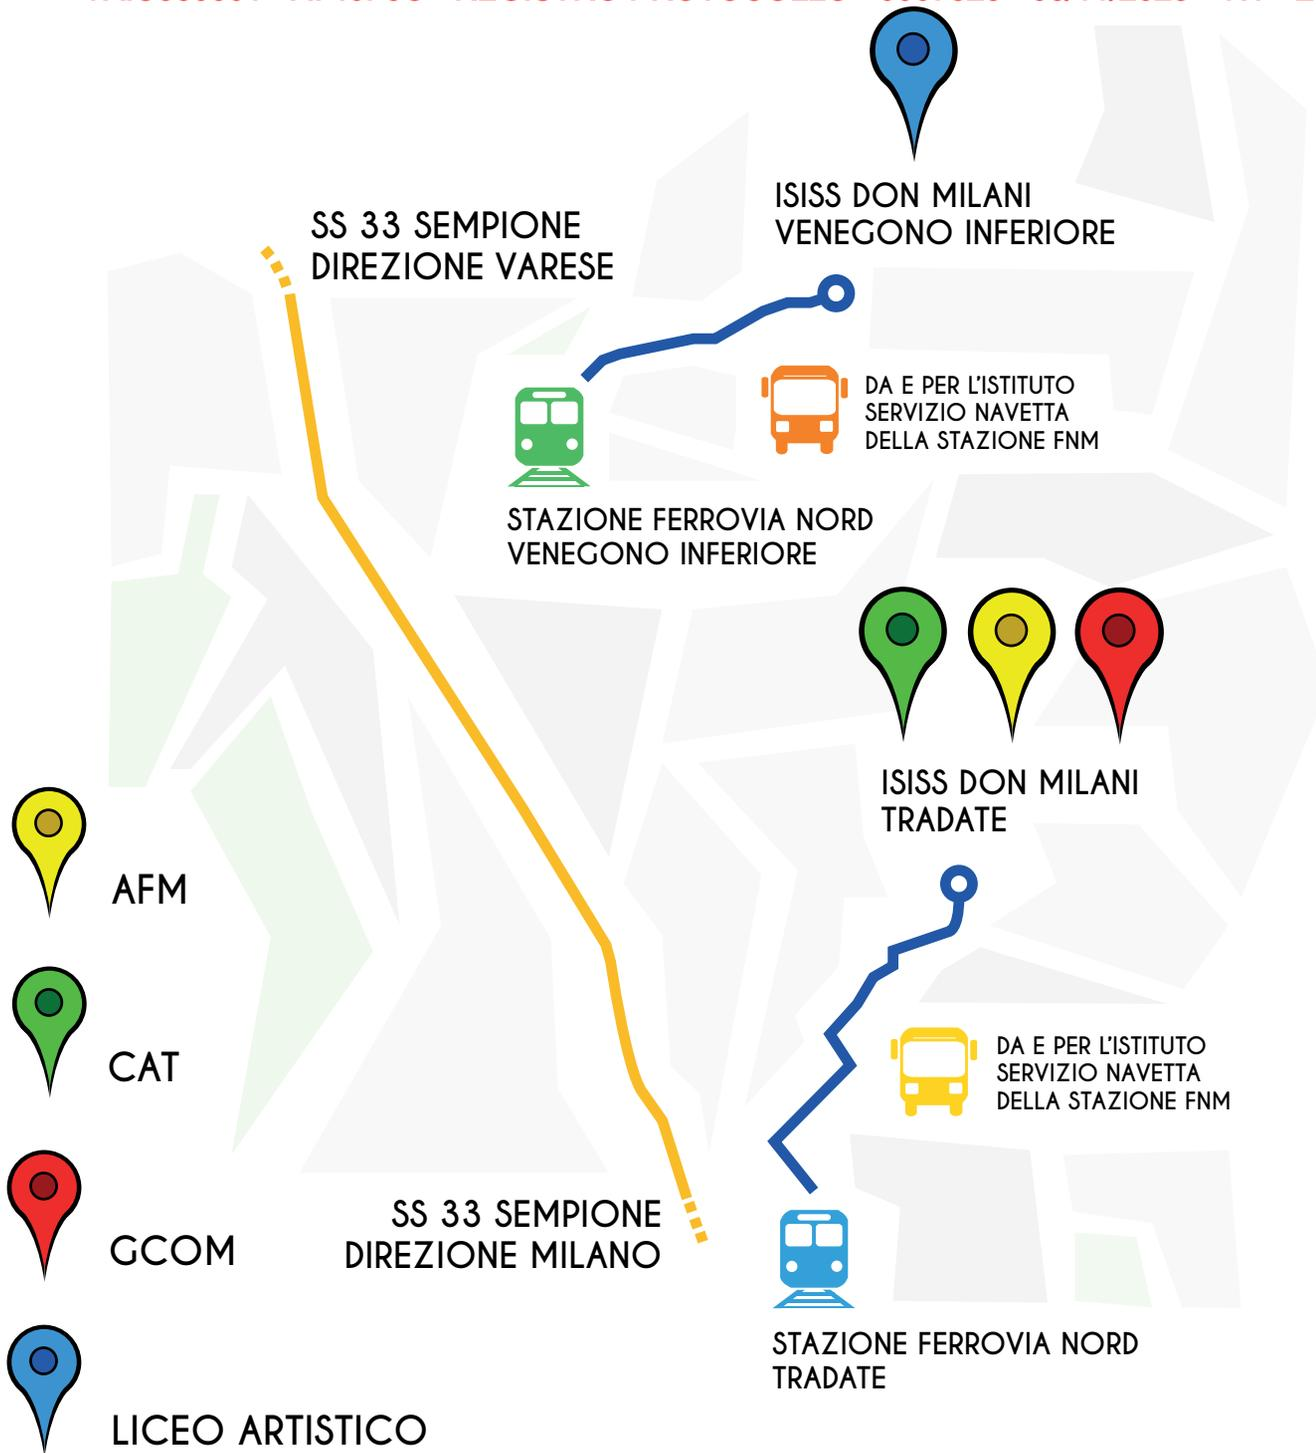 ISISS DON MILANI
VENEGONO INFERIORE
SS 33 SEMPIONE
DIREZIONE VARESE
DA E PER L'ISTITUTO
SERVIZIO NAVETTA
DELLA STAZIONE FNM
STAZIONE FERROVIA NORD
VENEGONO INFERIORE
ISISS DON MILANI
TRADATE
AFM
CAT
DA E PER L'ISTITUTO
SERVIZIO NAVETTA
DELLA STAZIONE FNM
GCOM
SS 33 SEMPIONE
DIREZIONE MILANO
STAZIONE FERROVIA NORD
TRADATE
LICEO ARTISTICO